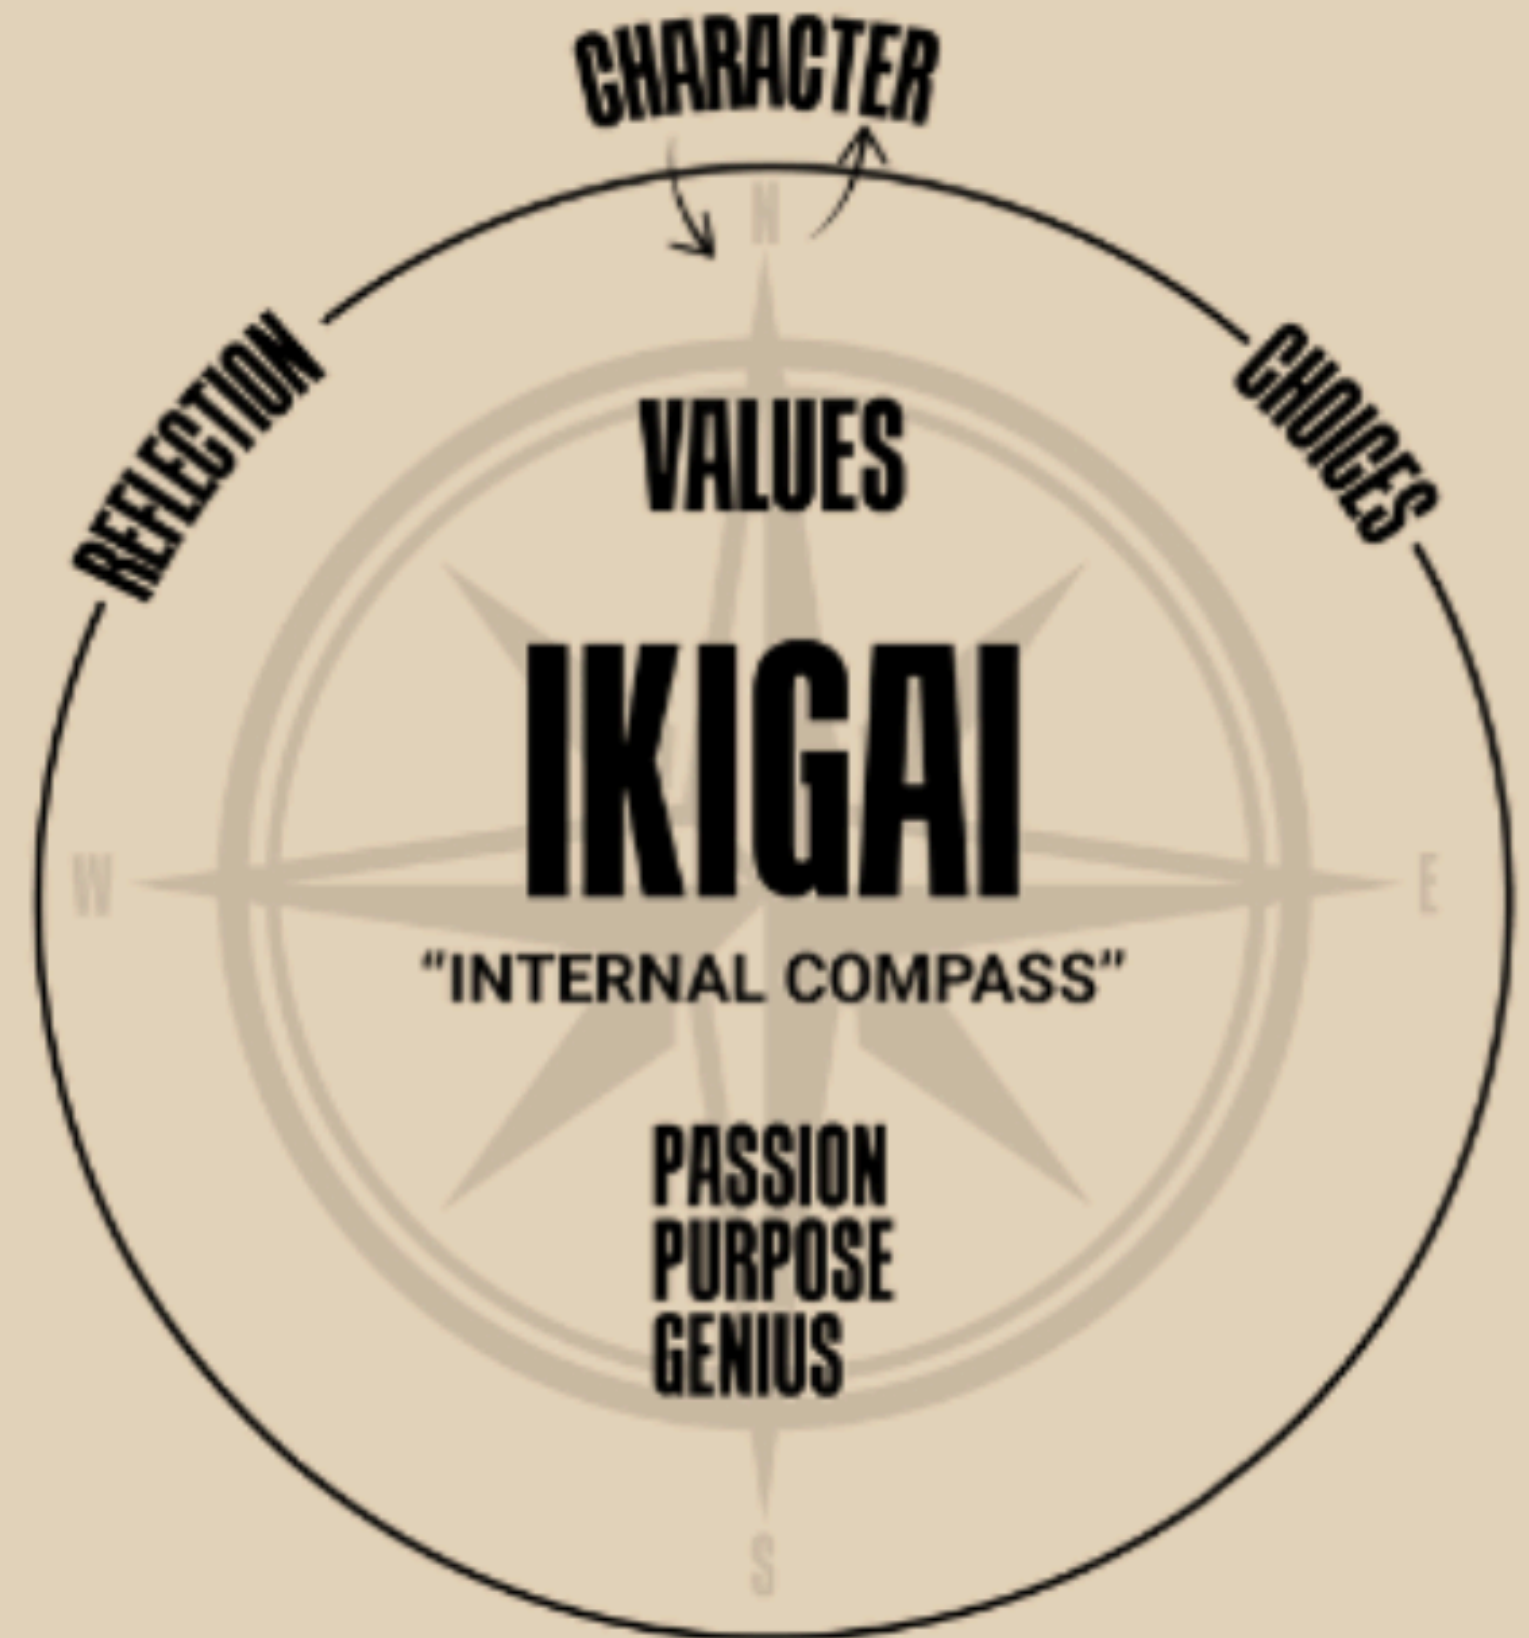 CHARACTER
N
REFLECTION
CHOICES
VALUES
IKIGAI
W
E
“INTERNAL COMPASS”
PASSION
PURPOSE
GENIUS
S